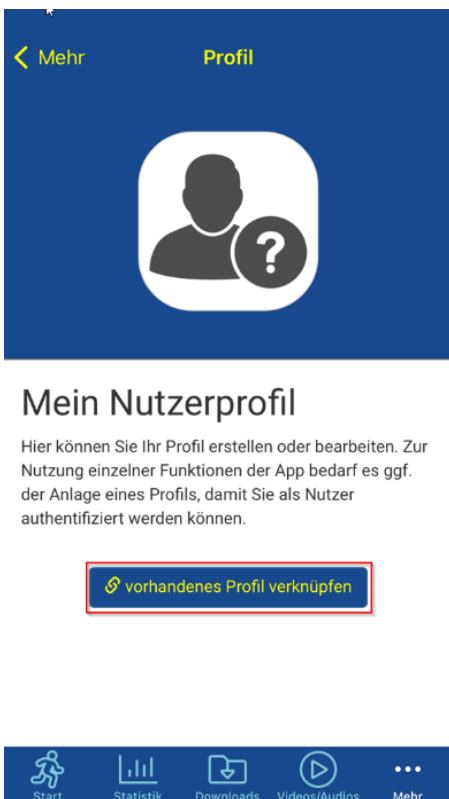 Mehr
Profil
?
Mein Nutzerprofil
Hier können Sie Ihr Profil erstellen oder bearbeiten. Zur
Nutzung einzelner Funktionen der App bedarf es ggf.
der Anlage eines Profils, damit Sie als Nutzer
authentifiziert werden können.
vorhandenes Profil verknüpfen
Start
Statistik
Downloads
Videos/Audios
Mehr